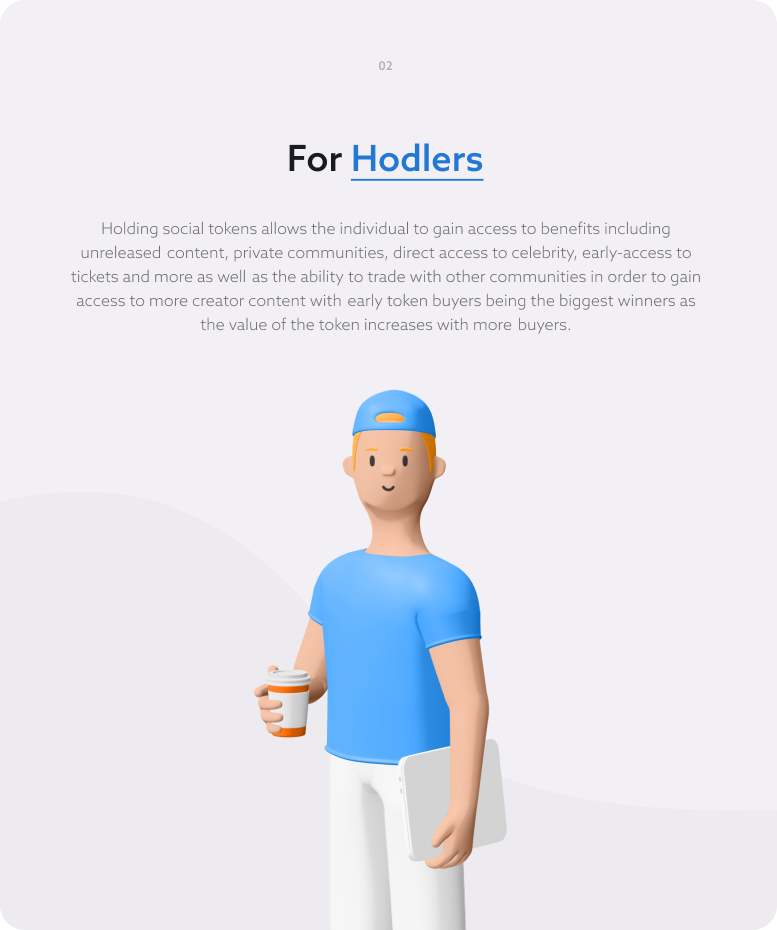 02
For Hodlers
Holding social tokens allows the individual to gain access to benefits including
unreleased content, private communities, direct access to celebrity, early-access to
tickets and more as well as the ability to trade with other communities in order to gain
access to more creator content with early token buyers being the biggest winners as
the value of the token increases with more buyers.